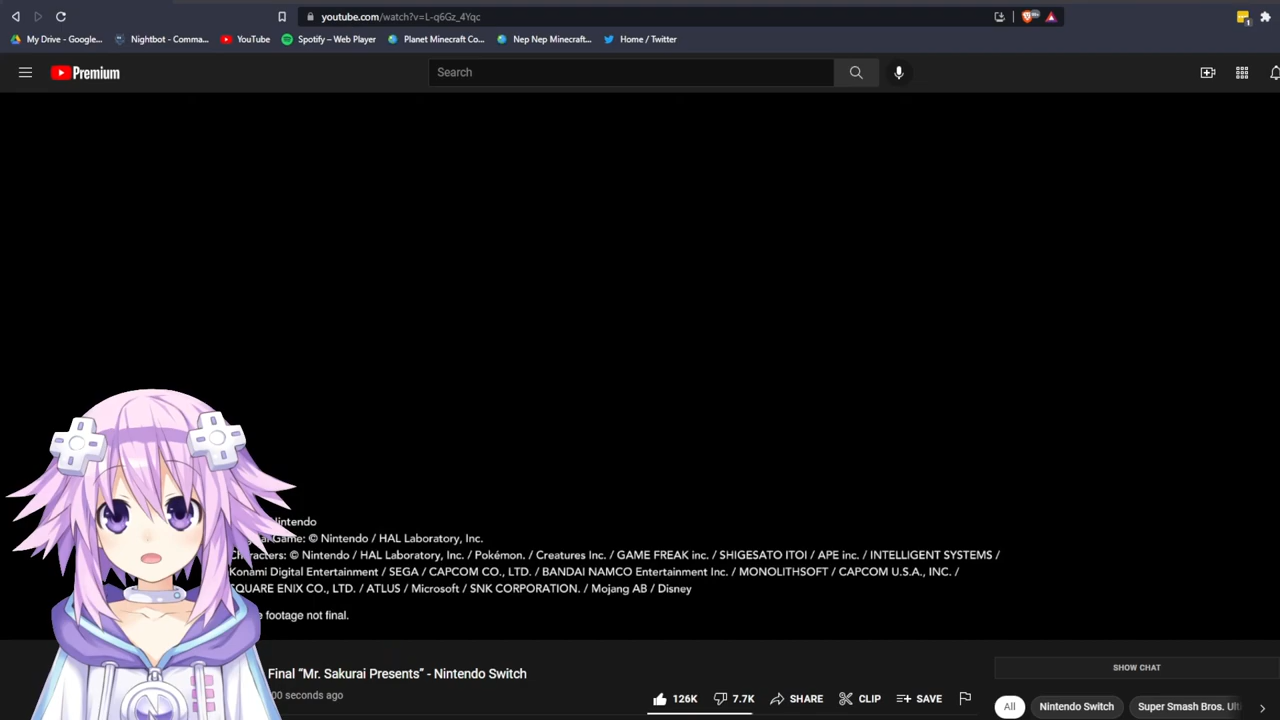 youtube.com/watch?v=L-q6Gz_4Yqc
My Drive - Google...
Nightbot - Comma...
YouTube
Spotify – Web Player
Planet Minecraft Co...
Nep Nep Minecraft...
Home / Twitter
Premium
Search
Nintendo
Game: © Nintendo / HAL Laboratory, Inc.
Characters: © Nintendo / HAL Laboratory, Inc. / Pokémon. / Creatures Inc. / GAME FREAK inc. / SHIGESATO ITOI / APE inc. / INTELLIGENT SYSTEMS /
Konami Digital Entertainment / SEGA / CAPCOM CO., LTD. / BANDAI NAMCO Entertainment Inc. / MONOLITHSOFT / CAPCOM U.S.A., INC. /
SQUARE ENIX CO., LTD. / ATLUS / Microsoft / SNK CORPORATION. / Mojang AB / Disney
footage not final.
Final “Mr. Sakurai Presents” - Nintendo Switch
00 seconds ago
126K
7.7K
SHARE
CLIP
SAVE
SHOW CHAT
All
Nintendo Switch
Super Smash Bros.